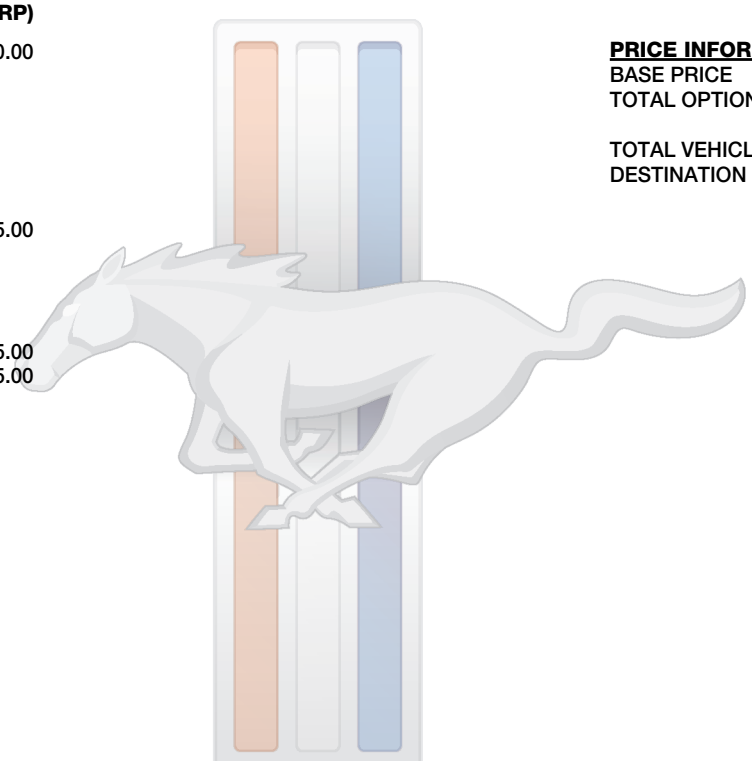 RP)
0.00
5.00
5.00
5.00
PRICE INFOR
BASE PRICE
TOTAL OPTION
TOTAL VEHICL
DESTINATION